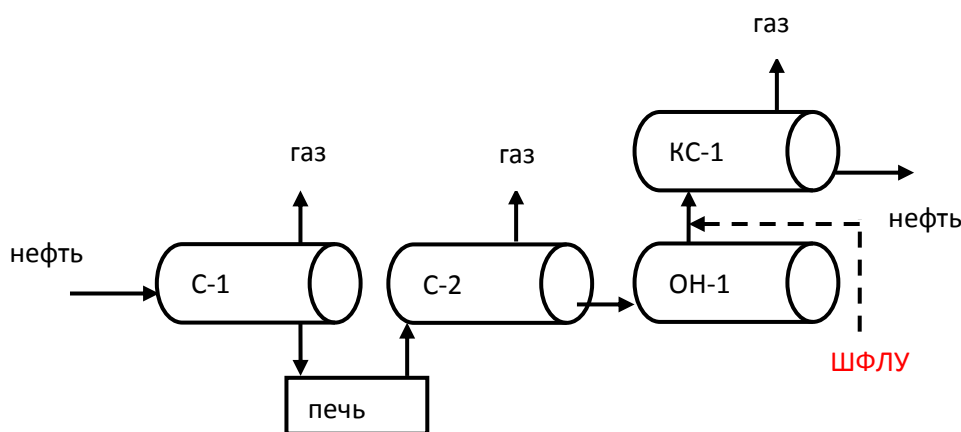 газ
КС-1
газ
газ
нефть
нефть
С-1
С-2
ОН-1
ШФЛУ
печь